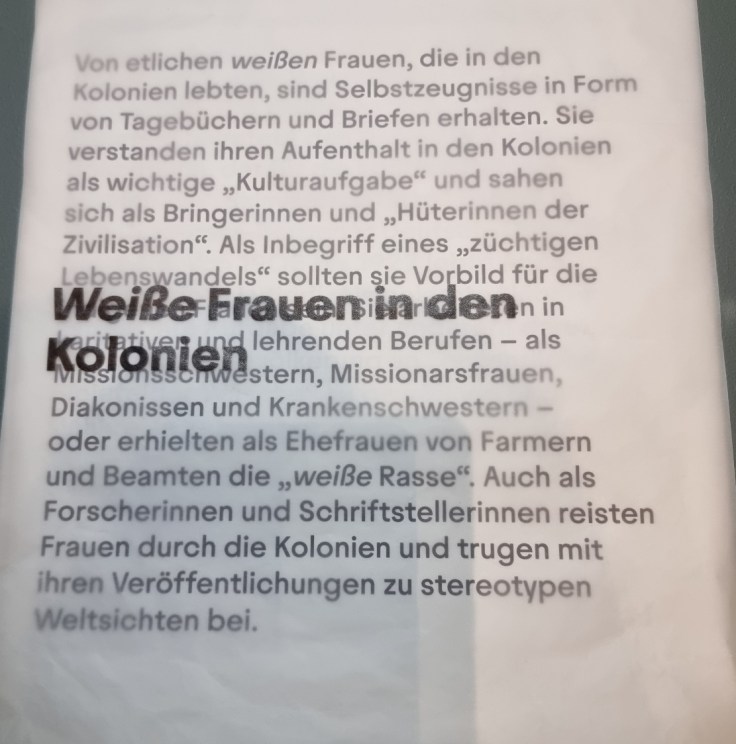 Von etlichen weißen Frauen, die in den
Kolonien lebten, sind Selbstzeugnisse in Form
von Tagebüchern und Briefen erhalten. Sie
verstanden ihren Aufenthalt in den Kolonien
als wichtige „Kulturaufgabe“ und sahen
sich als Bringerinnen und „Hüterinnen der
Zivilisation“. Als Inbegriff eines „züchtigen
Lebenswandels“ sollten sie Vorbild für die
Weiße Frauen in den
in
Kolonien
karitativen und lehrenden Berufen – als
Missionsschwestern, Missionarsfrauen,
Diakonissen und Krankenschwestern –
oder erhielten als Ehefrauen von Farmern
und Beamten die „weiße Rasse“. Auch als
Forscherinnen und Schriftstellerinnen reisten
Frauen durch die Kolonien und trugen mit
ihren Veröffentlichungen zu stereotypen
Weltsichten bei.